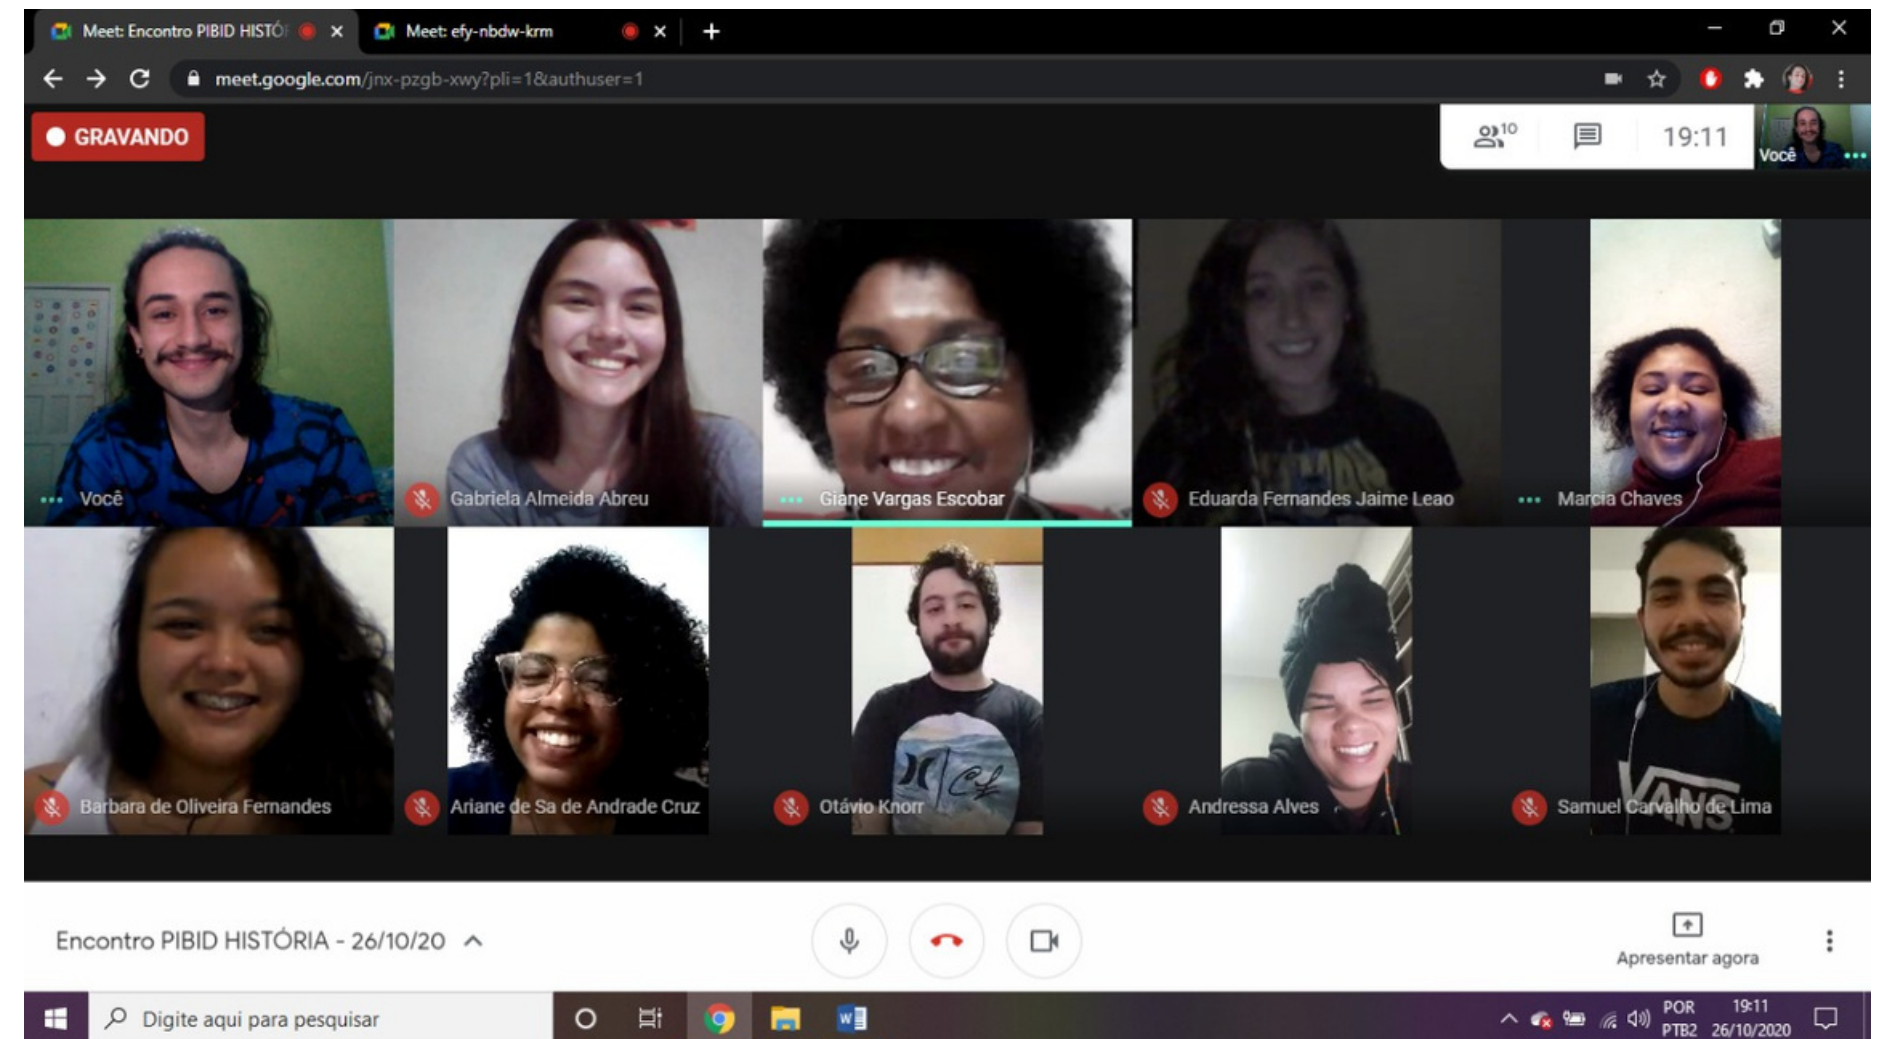 Meet: Encontro PIBID HISTÓ
Meet: efy-nbdw-krm
meet.google.com/jnx-pzgb-xwy?pli=1&authuser=1
GRAVANDO
10
19:11
Você
Você
Gabriela Almeida Abreu
Giane Vargas Escobar
Eduarda Fernandes Jaime Leao
Marcia Chaves
Barbara de Oliveira Fernandes
Ariane de Sa de Andrade Cruz
Otávio Knorr
Andressa Alves
Samuel Carvalho de Lima
VANS
Encontro PIBID HISTÓRIA - 26/10/20
Apresentar agora
Digite aqui para pesquisar
W
POR
PTB2
19:11
26/10/2020